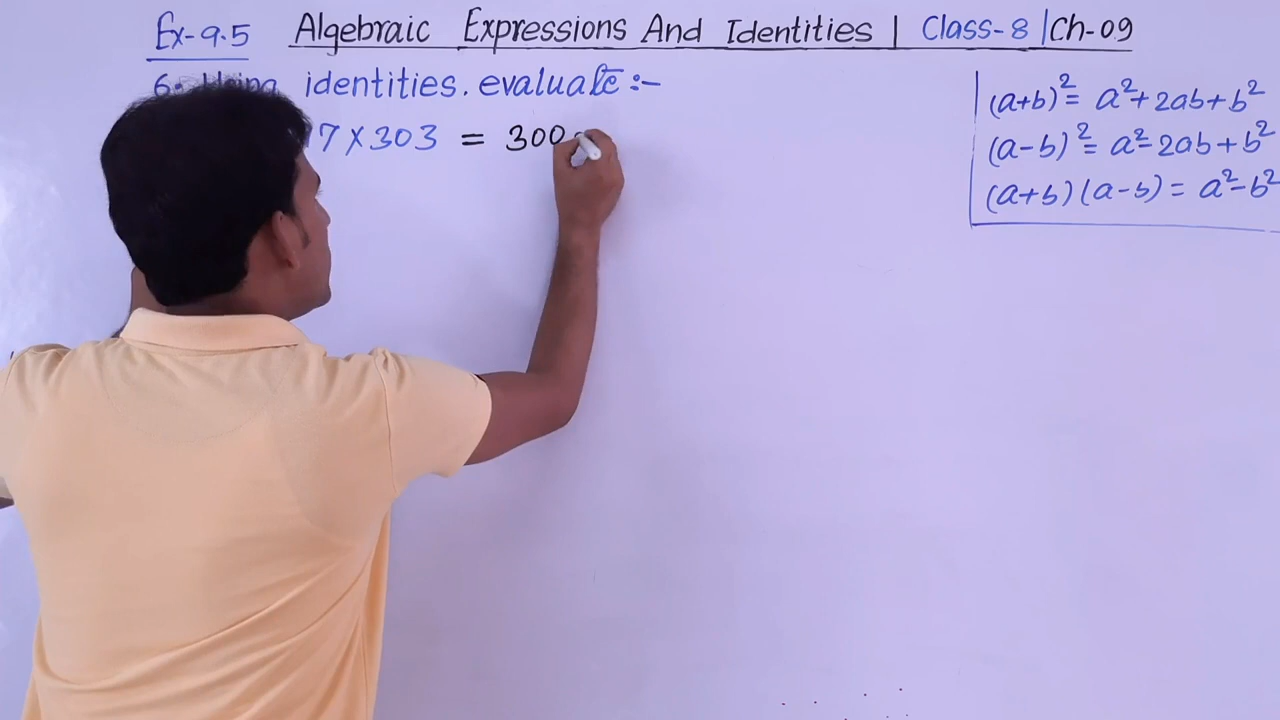 Ex-9.5 Algebraic Expressions And Identities | Class-8 | Ch-09
6. identities. evaluate :-
7 × 303 = 300
(a+b)² = a² + 2ab + b²
(a-b)² = a² - 2ab + b²
(a+b)(a-b) = a² - b²